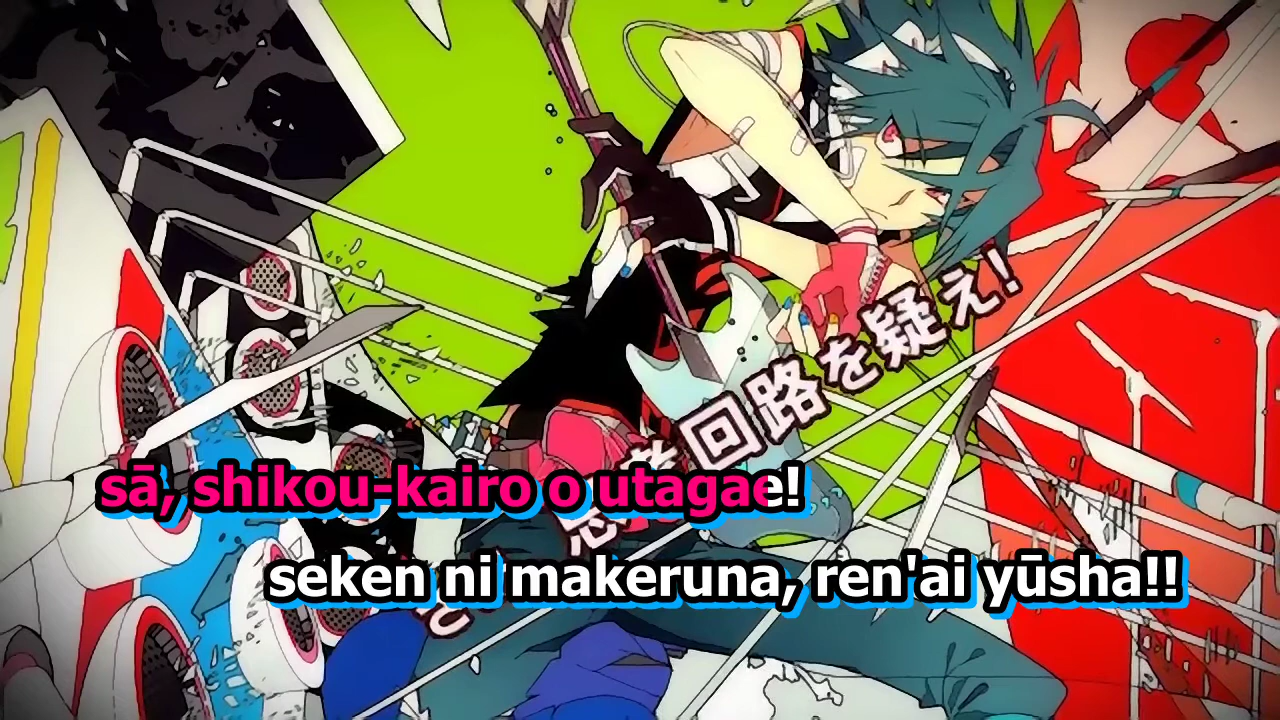 思考回路を疑え!
sā, shikou-kairo o utagae!
seken ni makeruna, ren'ai yūsha!!